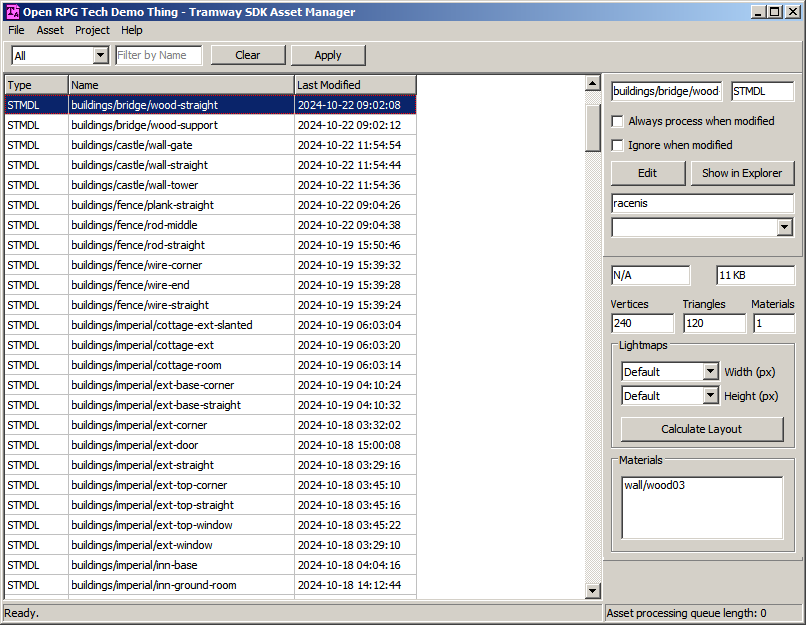 Open RPG Tech Demo Thing - Tramway SDK Asset Manager
File Asset Project Help
All Filter by Name Clear Apply
Type Name Last Modified
STMDL buildings/bridge/wood-straight 2024-10-22 09:02:08
STMDL buildings/bridge/wood-support 2024-10-22 09:02:12
STMDL buildings/castle/wall-gate 2024-10-22 11:54:54
STMDL buildings/castle/wall-straight 2024-10-22 11:54:44
STMDL buildings/castle/wall-tower 2024-10-22 11:54:36
STMDL buildings/fence/plank-straight 2024-10-22 09:04:26
STMDL buildings/fence/rod-middle 2024-10-22 09:04:38
STMDL buildings/fence/rod-straight 2024-10-19 15:50:46
STMDL buildings/fence/wire-corner 2024-10-19 15:39:32
STMDL buildings/fence/wire-end 2024-10-19 15:39:28
STMDL buildings/fence/wire-straight 2024-10-19 15:39:24
STMDL buildings/imperial/cottage-ext-slanted 2024-10-19 06:03:04
STMDL buildings/imperial/cottage-ext 2024-10-19 06:03:20
STMDL buildings/imperial/cottage-room 2024-10-19 06:03:14
STMDL buildings/imperial/ext-base-corner 2024-10-19 04:10:24
STMDL buildings/imperial/ext-base-straight 2024-10-19 04:10:32
STMDL buildings/imperial/ext-corner 2024-10-18 03:32:02
STMDL buildings/imperial/ext-door 2024-10-18 15:00:08
STMDL buildings/imperial/ext-straight 2024-10-18 03:29:16
STMDL buildings/imperial/ext-top-corner 2024-10-18 03:45:10
STMDL buildings/imperial/ext-top-straight 2024-10-18 03:45:16
STMDL buildings/imperial/ext-top-window 2024-10-18 03:45:22
STMDL buildings/imperial/ext-window 2024-10-18 03:29:10
STMDL buildings/imperial/inn-base 2024-10-18 04:04:16
STMDL buildings/imperial/inn-ground-room 2024-10-18 14:12:44
buildings/bridge/wood- STMDL
Always process when modified
Ignore when modified
Edit Show in Explorer
racenis
N/A 11 KB
Vertices Triangles Materials
240 120 1
Lightmaps
Default Width (px)
Default Height (px)
Calculate Layout
Materials
wall/wood03
Ready. Asset processing queue length: 0